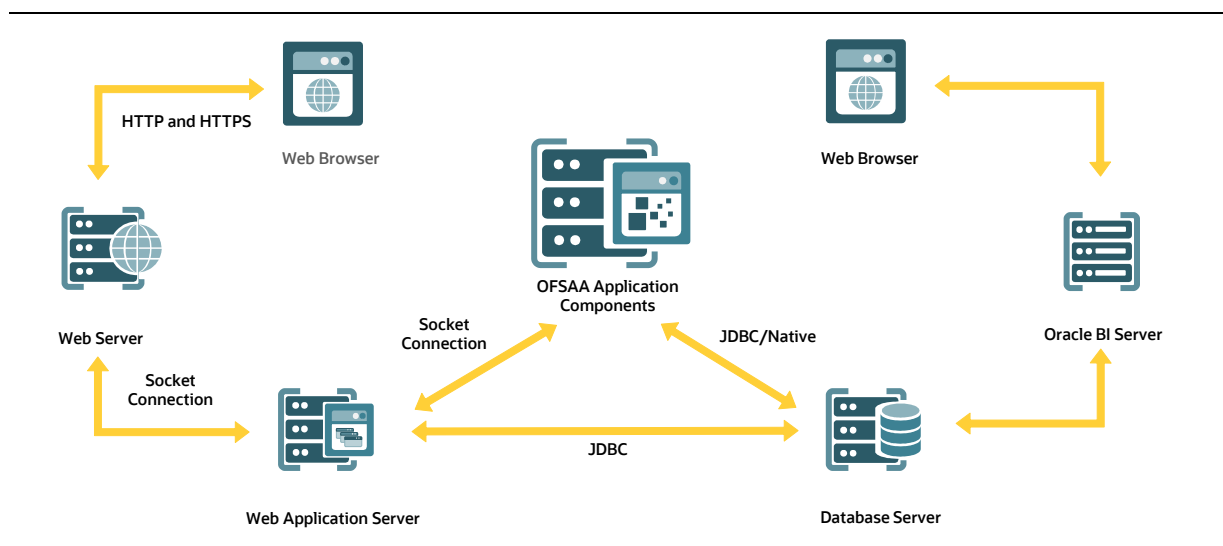 HTTP and HTTPS
Web Browser
Web Browser
OFSAA Application
Components
Web Server
Socket
Connection
JDBC/Native
Oracle BI Server
Socket
Connection
JDBC
Web Application Server
Database Server